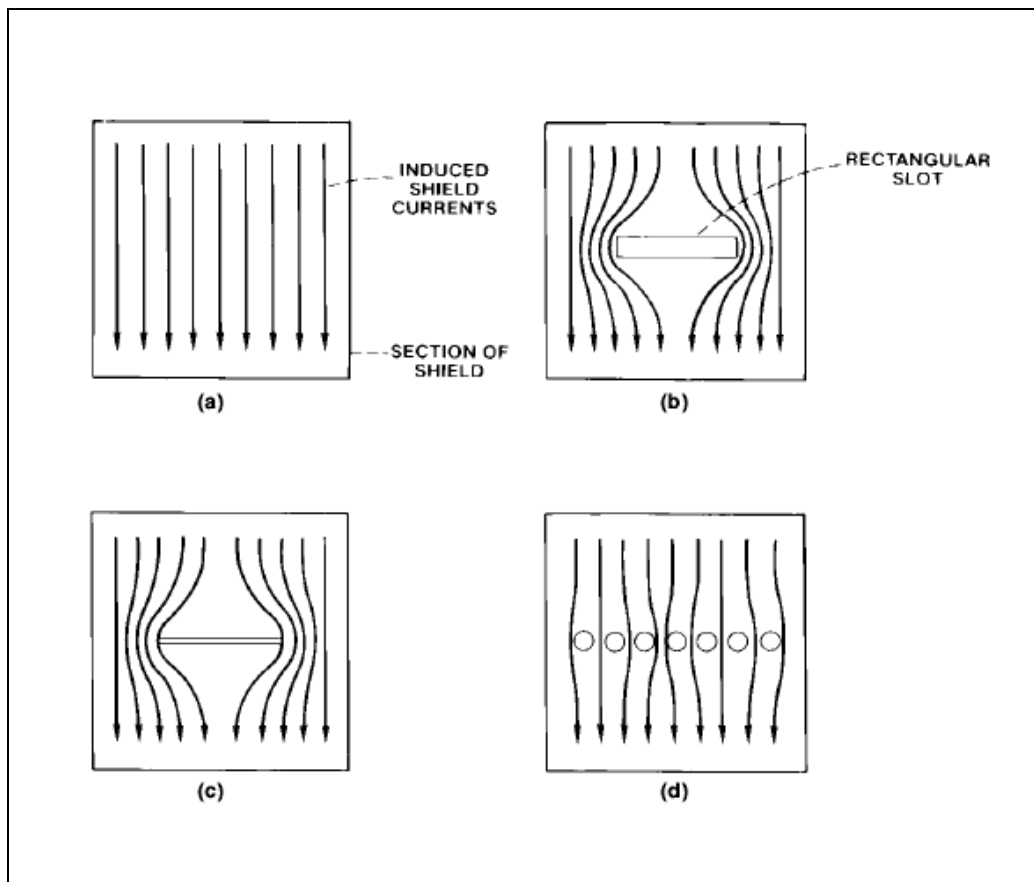 INDUCED
SHIELD
CURRENTS
SECTION OF
SHIELD
(a)
RECTANGULAR
SLOT
(b)
(c)
(d)